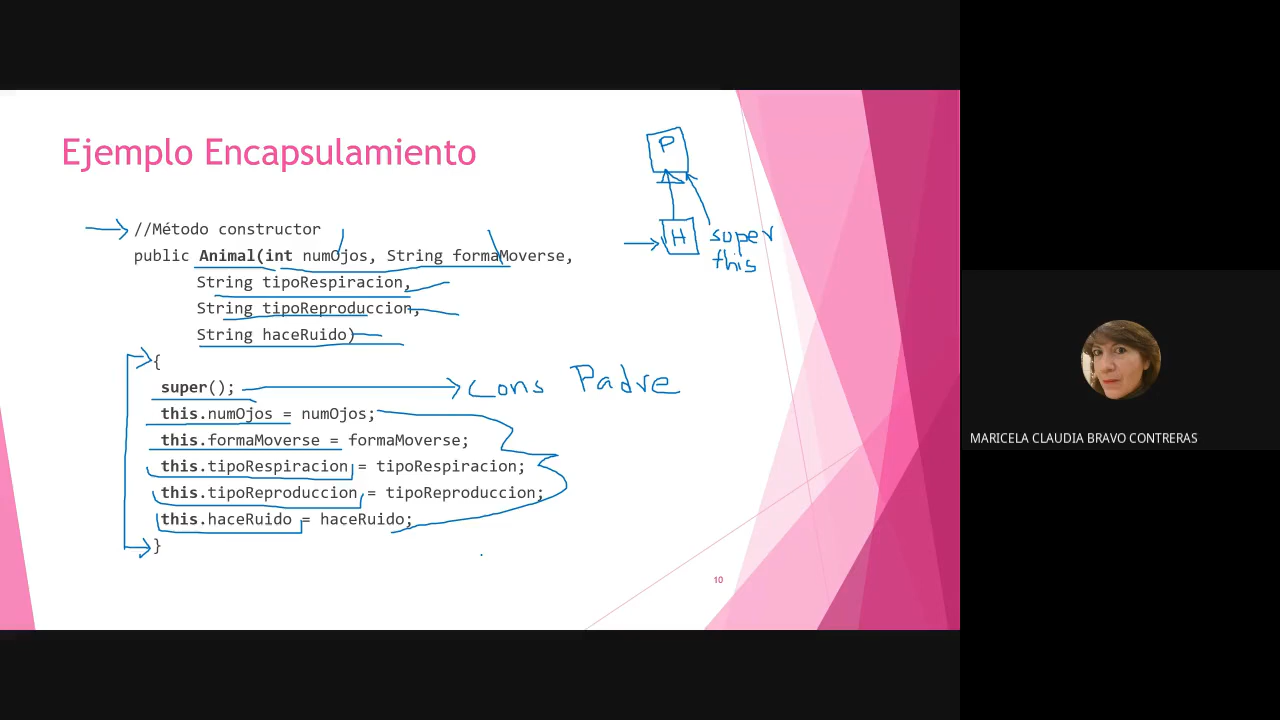 Ejemplo Encapsulamiento
P
H
super
this
//Método constructor
public Animal(int numOjos, String formaMoverse,
String tipoRespiracion,
String tipoReproduccion,
String haceRuido)
{
super();
Cons Padre
this.numOjos = numOjos;
this.formaMoverse = formaMoverse;
this.tipoRespiracion = tipoRespiracion;
this.tipoReproduccion = tipoReproduccion;
this.haceRuido = haceRuido;
}
10
MARICELA CLAUDIA BRAVO CONTRERAS